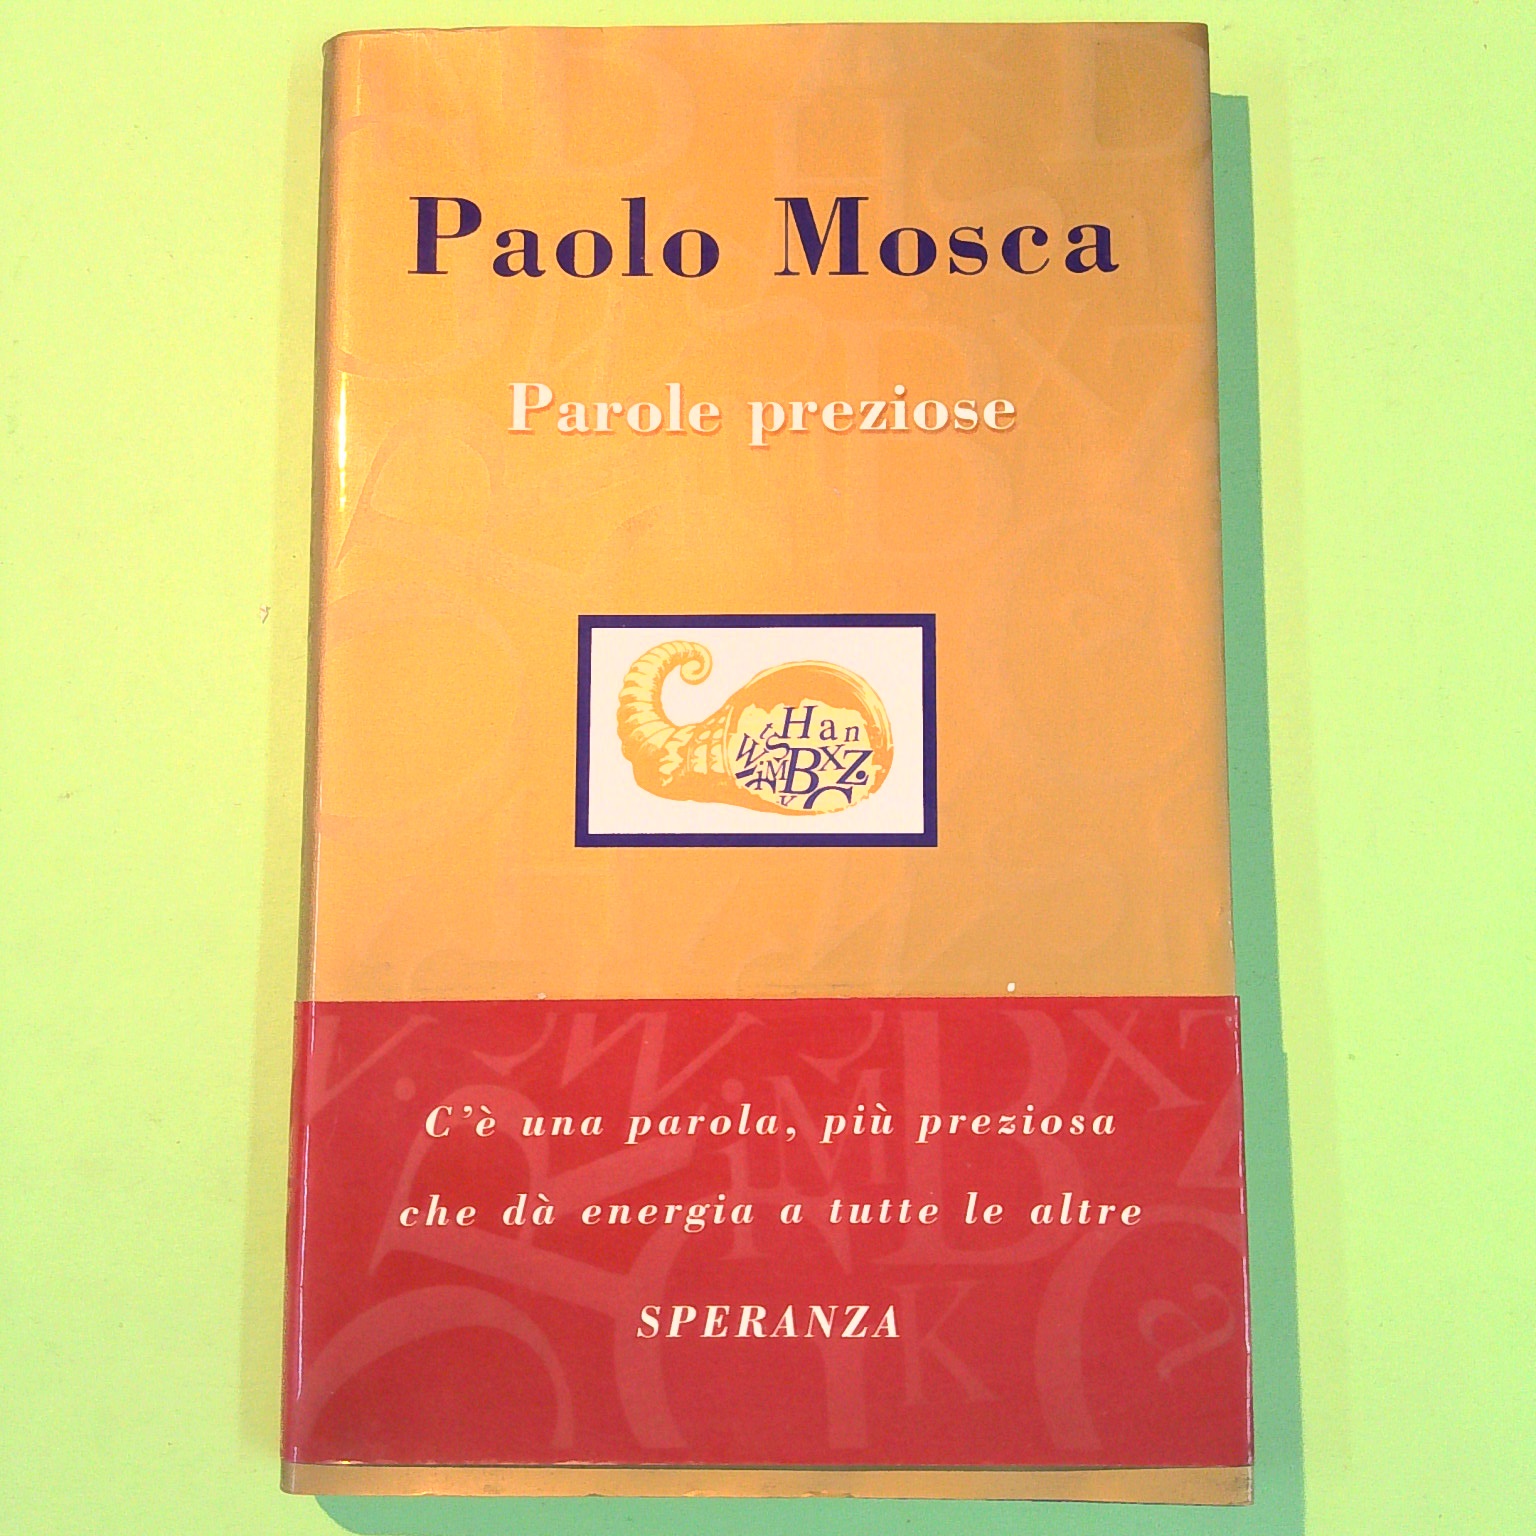 Paolo Mosca
Parole preziose
C'è una parola, più preziosa
che dà energia a tutte le altre
SPERANZA